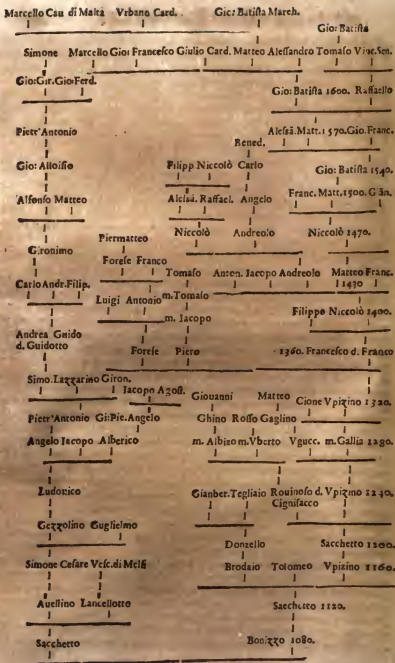 Marcello Cau di Malta Vrbano Card. Gio: Batista March.
Gio: Batista
Simone Marcello Gio: Francesco Giulio Card. Matteo Alessandro Tomaso Vinc. Sen.
Gio:Gir.Gio:Ferd.
Gio: Batista 1600. Raffaello
Pietr'Antonio
Alessā. Matt. 1570. Gio. Franc.
Bened.
Gio: Alloisio Filipp. Niccolò Carlo Gio: Batista 1540.
Alfonso Matteo Alessā. Raffael. Angelo Franc. Matt. 1500.
Niccolò Andreolo Niccolò 1470.
Piermatteo
Gironimo
Forese Franco
Tomaso Anton. Iacopo Andreolo Matteo Franc.
Carlo Andr. Filip.
1430
Luigi Antonio m. Tomaso
Filippo Niccolò 1400.
m. Iacopo
Andrea Guido
d. Guidotto
Forese Piero 1360. Francesco d. Franco
Simo. Lazzarino Giron.
Iacopo Agost.
Giouanni Matteo Cione Vpizino 1320.
Pietr'Antonio Gi:Pie. Angelo Ghino Rosso Gaglino
Angelo Iacopo Alberico m. Albizo m. Vberto Vgucc. m. Gallia 1280.
Ludouico Gianber. Tegliaio Rouinoso d. Vpizino 1240.
Cignifacco
Gezzolino Guglielmo
Donzello Sacchetto 1200.
Simone Cesare Vesc. di Melfi Brodaio Tolomeo Vpizino 1160.
Auellino Lancellotto
Sacchetto 1120.
Sacchetto Bonizzo 1080.